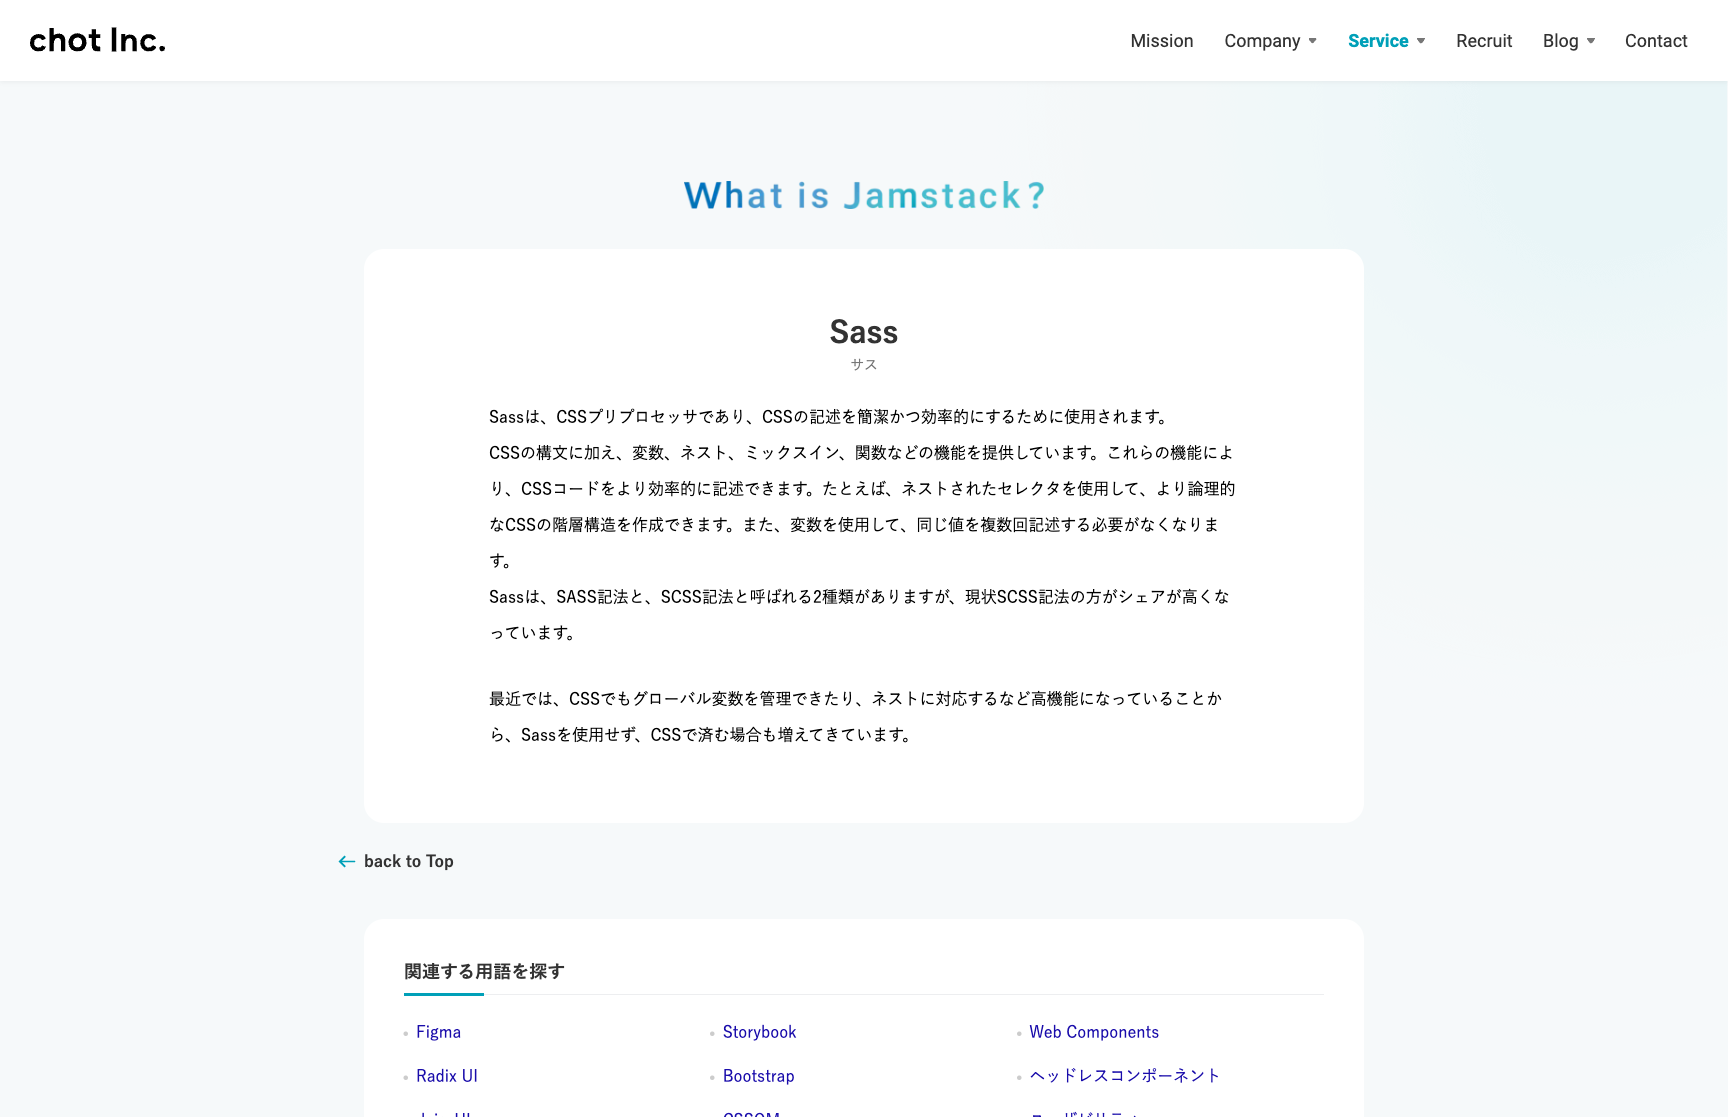 chot Inc.
Mission
Company
Service
Recruit
Blog
Contact
What is Jamstack?
Sass
サス
Sassは、CSSプリプロセッサであり、CSSの記述を簡潔かつ効率的にするために使用されます。
CSSの構文に加え、変数、ネスト、ミックスイン、関数などの機能を提供しています。これらの機能によ
り、CSSコードをより効率的に記述できます。たとえば、ネストされたセレクタを使用して、より論理的
なCSSの階層構造を作成できます。また、変数を使用して、同じ値を複数回記述する必要がなくなりま
す。
Sassは、SASS記法と、SCSS記法と呼ばれる2種類がありますが、現状SCSS記法の方がシェアが高くな
っています。
最近では、CSSでもグローバル変数を管理できたり、ネストに対応するなど高機能になっていることか
ら、Sassを使用せず、CSSで済む場合も増えてきています。
back to Top
関連する用語を探す
Figma
Storybook
Web Components
Radix UI
Bootstrap
ヘッドレスコンポーネント